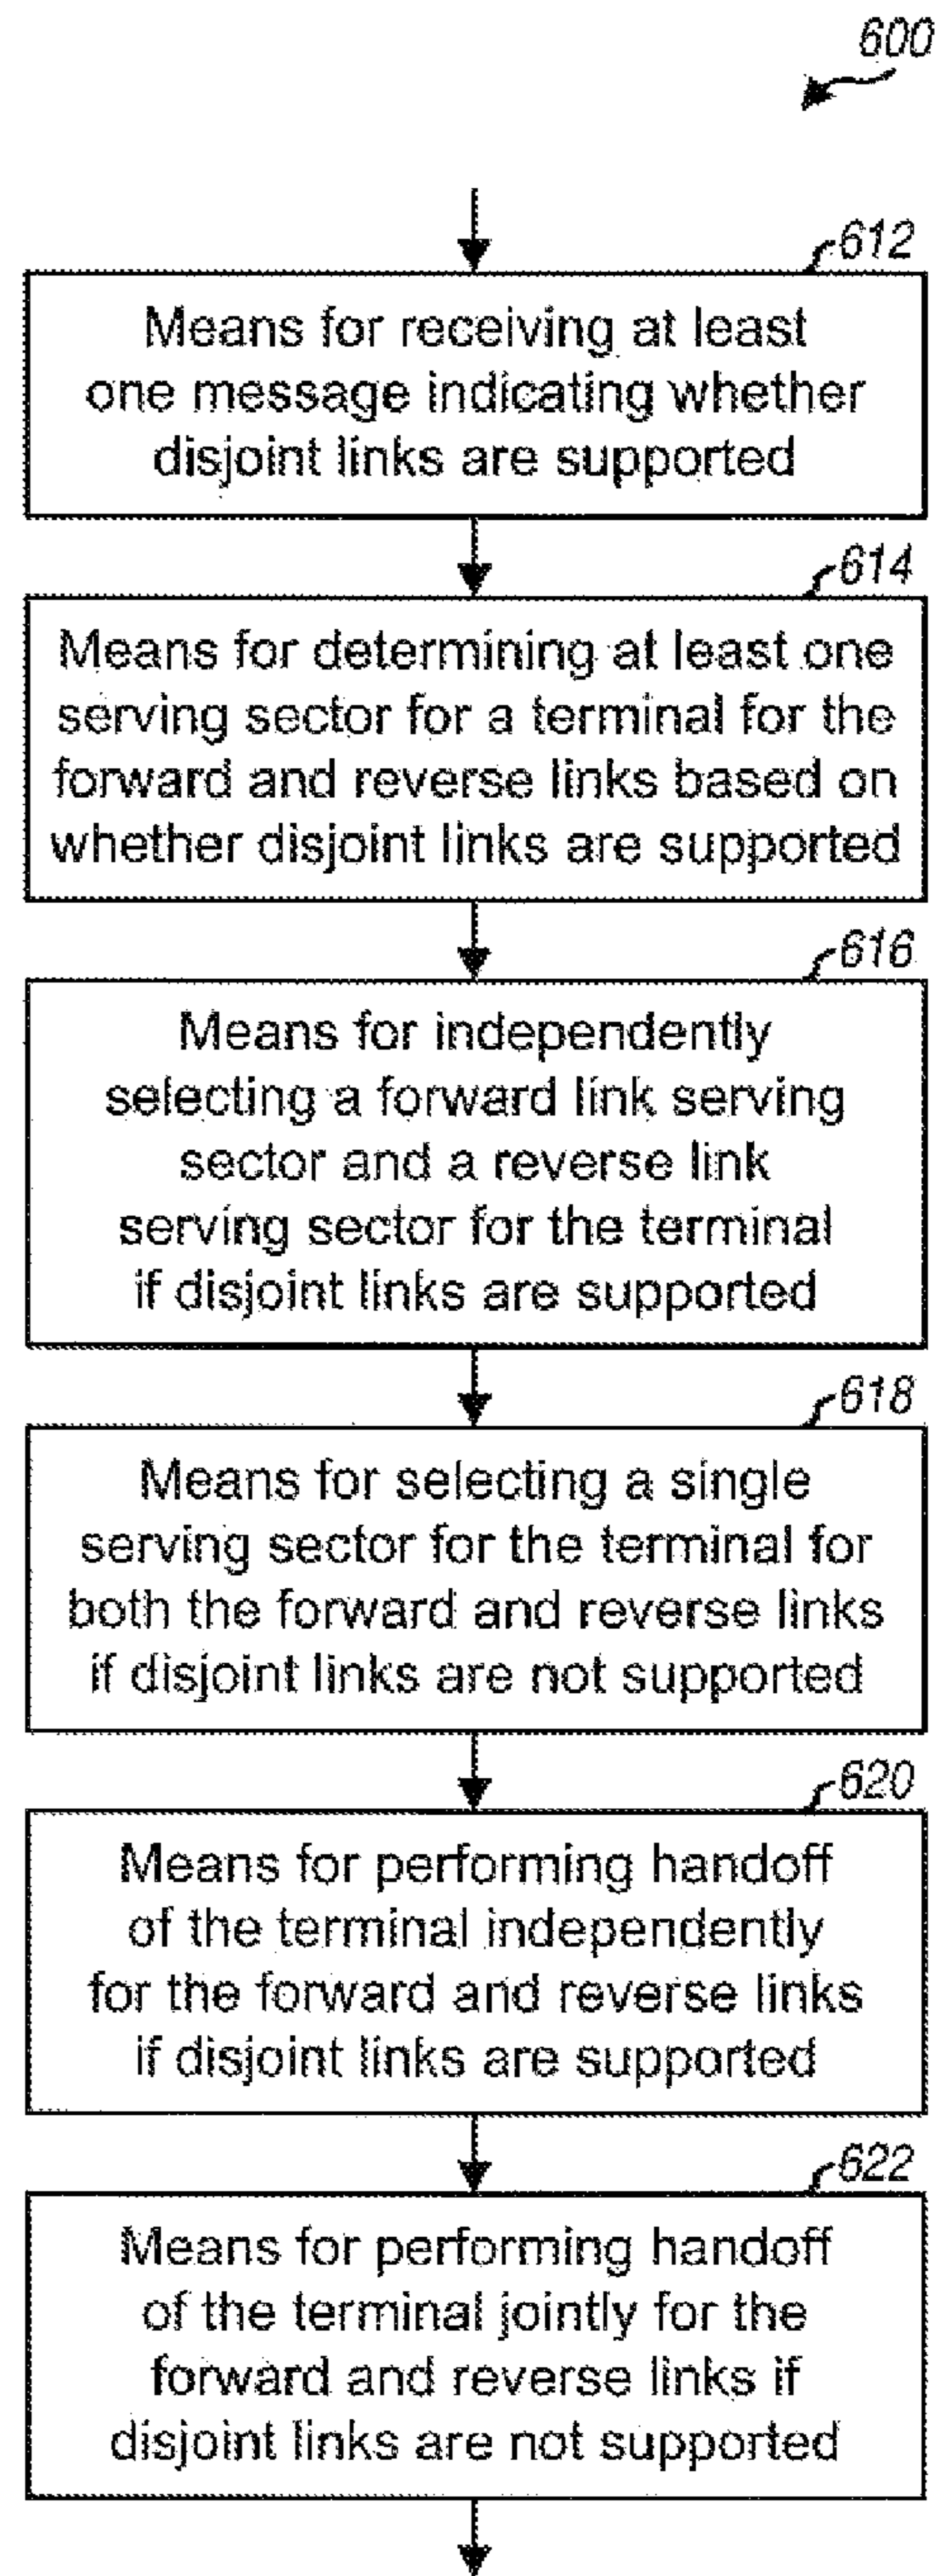 600
612
Means for receiving at least
one message indicating whether
disjoint links are supported
614
Means for determining at least one
serving sector for a terminal for the
forward and reverse links based on
whether disjoint links are supported
616
Means for independently
selecting a forward link serving
sector and a reverse link
serving sector for the terminal
if disjoint links are supported
618
Means for selecting a single
serving sector for the terminal for
both the forward and reverse links
if disjoint links are not supported
620
Means for performing handoff
of the terminal independently
for the forward and reverse links
if disjoint links are supported
622
Means for performing handoff
of the terminal jointly for the
forward and reverse links if
disjoint links are not supported